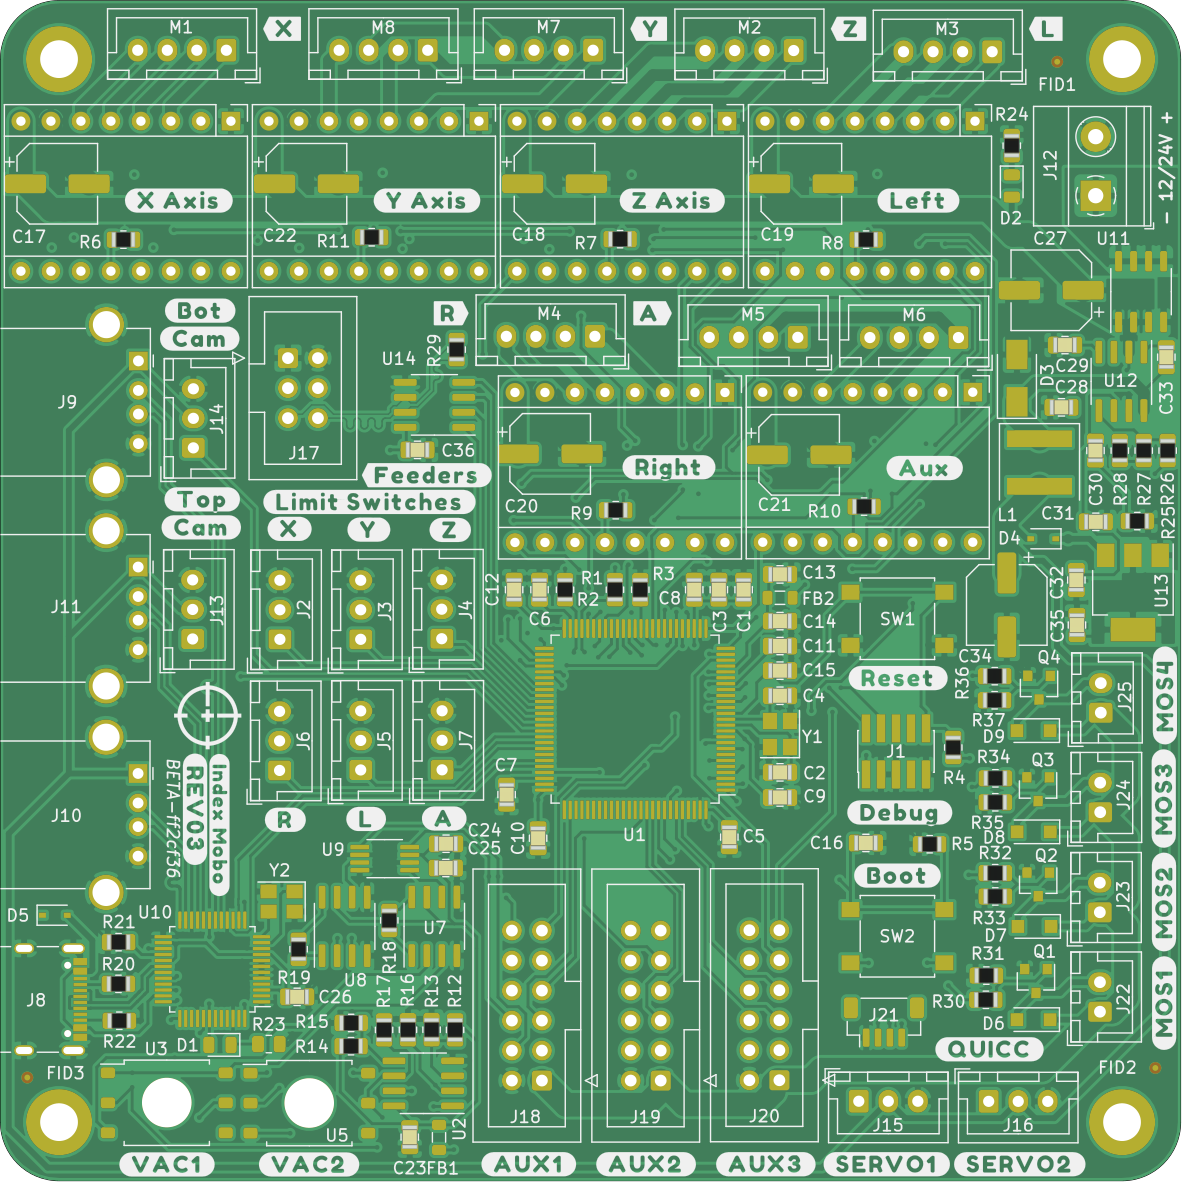 M1
X
M8
M7
Y
M2
Z
M3
L
FID1
R24
J12
- 12/24V +
+
X Axis
C17
R6
+
Y Axis
C22
R11
+
Z Axis
C18
R7
+
Left
C19
R8
D2
C27
U11
+
Bot
Cam
R
M4
A
M5
M6
J9
J14
J17
U14
R29
C36
Feeders
C29
C28
D3
U12
C33
Top
Cam
Limit Switches
X
Y
Z
+
Right
C20
R9
+
Aux
C21
R10
C30
R28
R27
R26
R25
L1
C31
D4
J11
J13
J2
J3
J4
C12
C6
R1
R2
R3
C8
C3
C1
C13
FB2
C14
C11
C15
C4
Y1
C2
C9
SW1
Reset
+
C32
C35
U13
C34
Q4
R36
R37
D9
J25
MOS4
J6
J5
J7
C7
C10
U1
C5
J1
R4
Debug
R34
Q3
R35
D8
J24
MOS3
J10
BETA-ff2cf36
REV03
Index Mobo
R
L
A
C24
C25
U9
C16
R5
Boot
R32
Q2
R33
D7
J23
MOS2
D5
R21
U10
Y2
R20
R22
R19
U8
R18
U7
C26
SW2
R31
Q1
R30
D6
J22
MOS1
J8
R15
R14
R17
R16
R13
R12
R23
D1
U3
FID3
J21
QUICC
FID2
U5
U2
C23
FB1
J18
J19
J20
J15
J16
VAC1
VAC2
AUX1
AUX2
AUX3
SERVO1
SERVO2